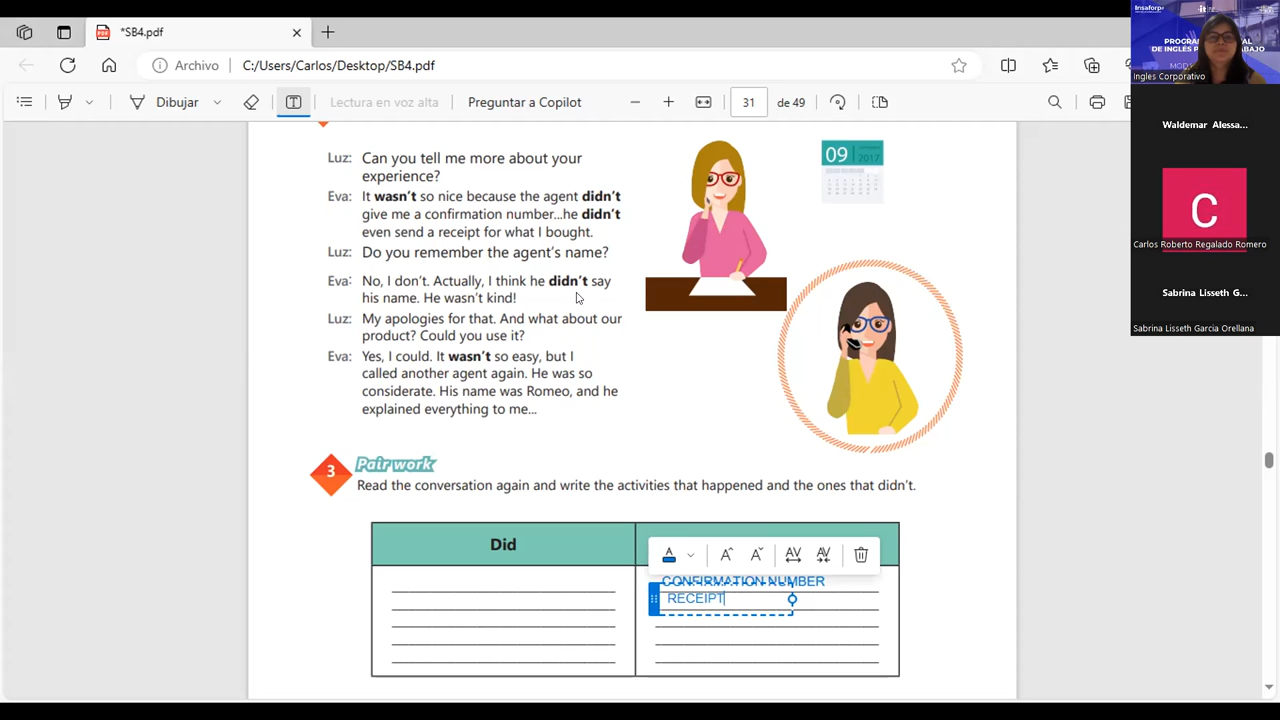 *SB4.pdf
Archivo
C:/Users/Carlos/Desktop/SB4.pdf
Dibujar
Lectura en voz alta
Preguntar a Copilot
31
de 49
Luz: Can you tell me more about your
experience?
Eva: It wasn't so nice because the agent didn't
give me a confirmation number...he didn't
even send a receipt for what I bought.
Luz: Do you remember the agent's name?
Eva: No, I don't. Actually, I think he didn't say
his name. He wasn't kind!
Luz: My apologies for that. And what about our
product? Could you use it?
Eva: Yes, I could. It wasn't so easy, but I
called another agent again. He was so
considerate. His name was Romeo, and he
explained everything to me...
09
2017
3
Pair work
Read the conversation again and write the activities that happened and the ones that didn't.
Did
CONFIRMATION NUMBER
RECEIPT
Insaforp
Ingles Corporativo
Waldemar Alessa...
C
Carlos Roberto Regalado Romero
Sabrina Lisseth G...
Sabrina Lisseth Garcia Orellana